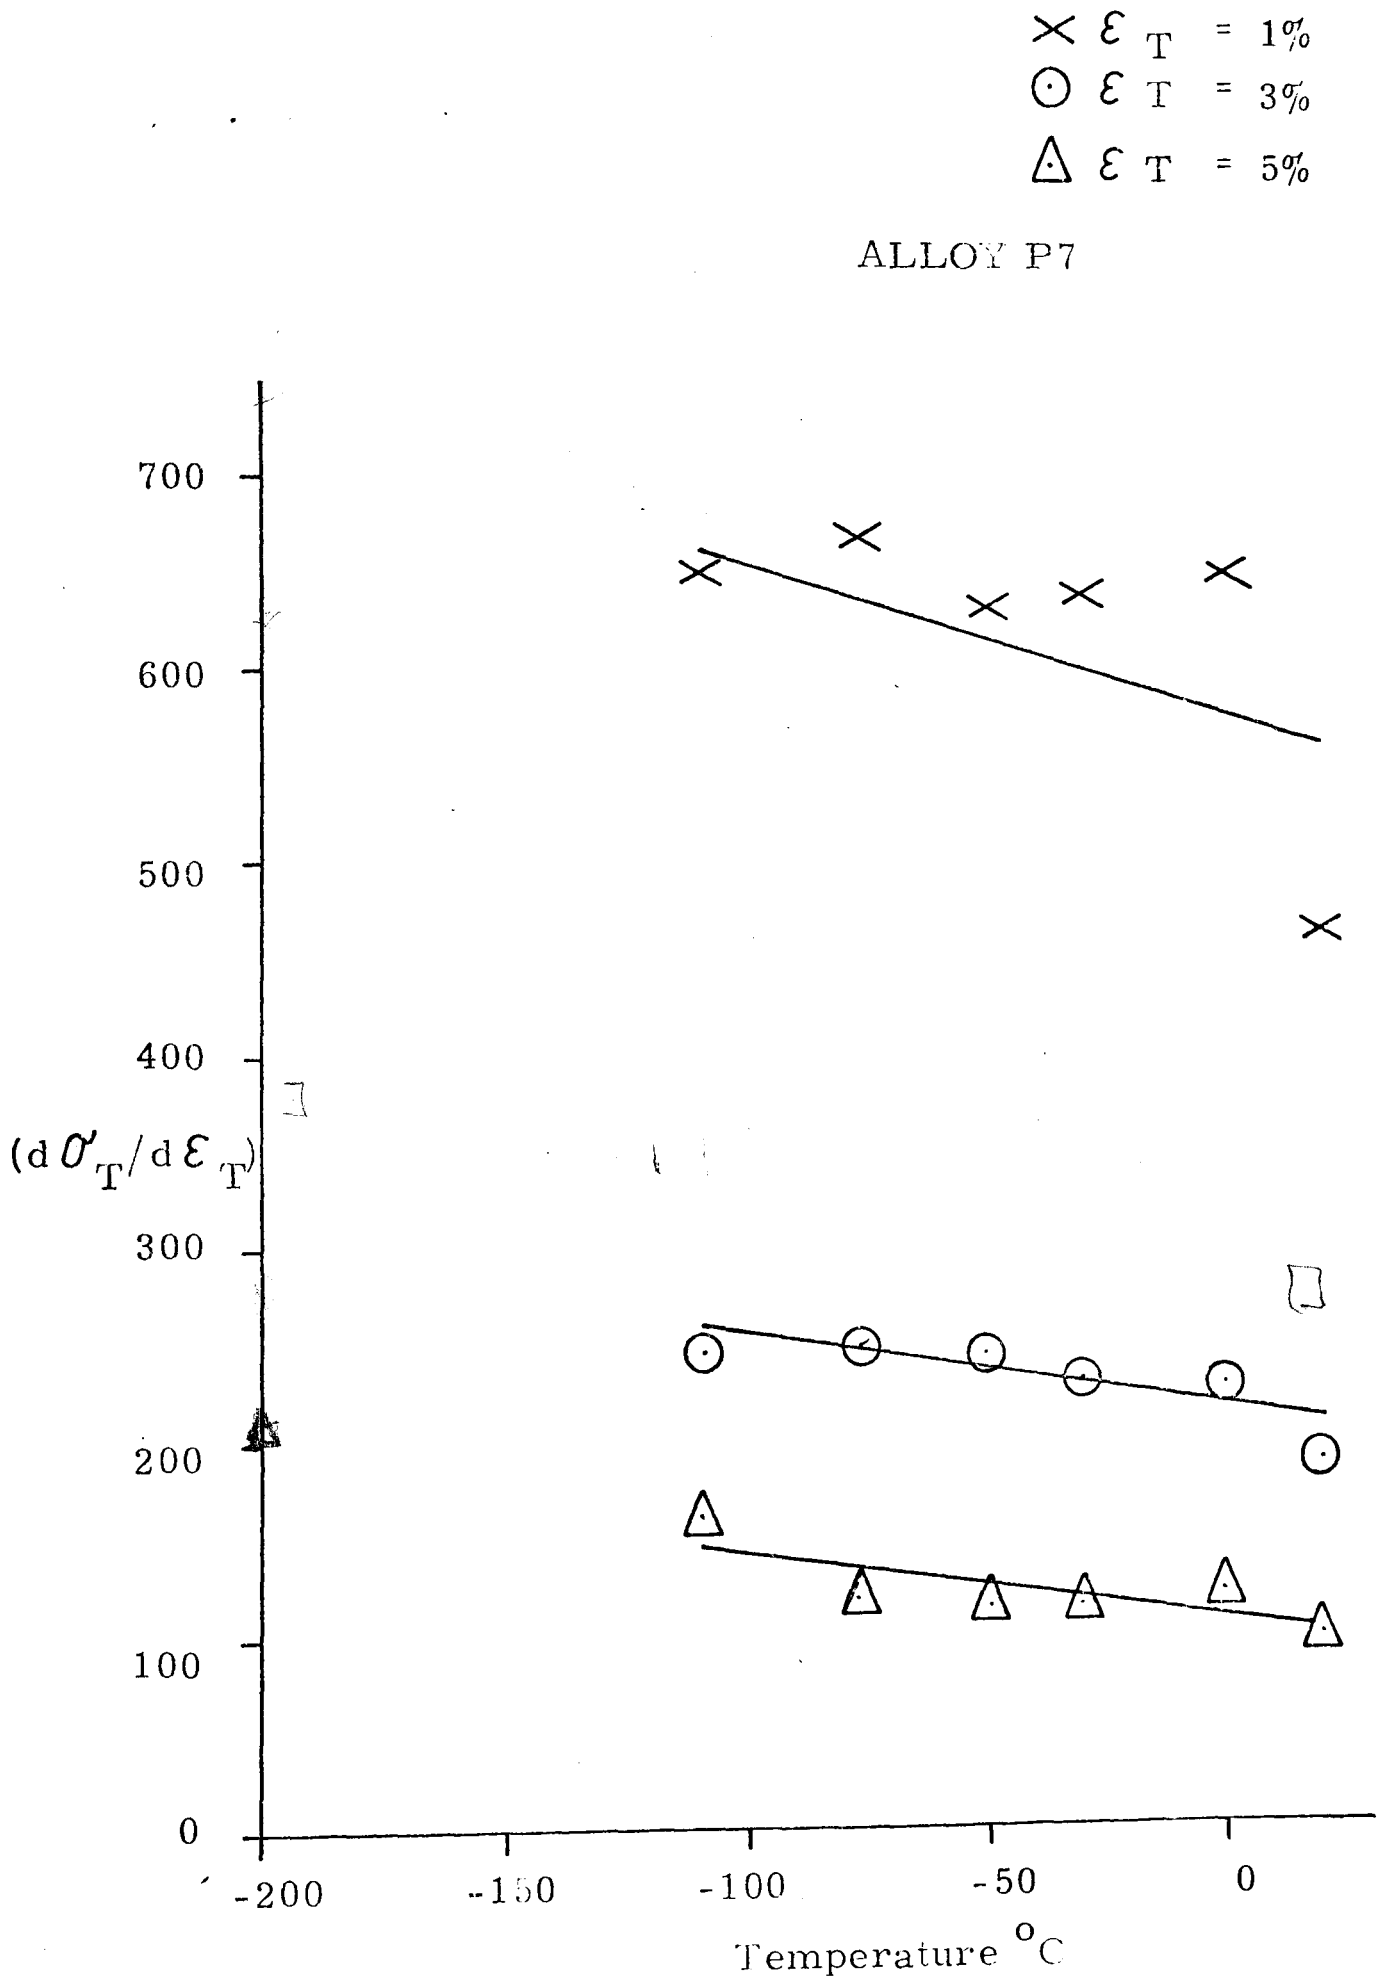 × ε T = 1%
⊙ ε T = 3%
△ ε T = 5%
ALLOY P7
700
600
500
400
(dσT/dεT)
300
200
100
0
-200 -150 -100 -50 0
Temperature °C